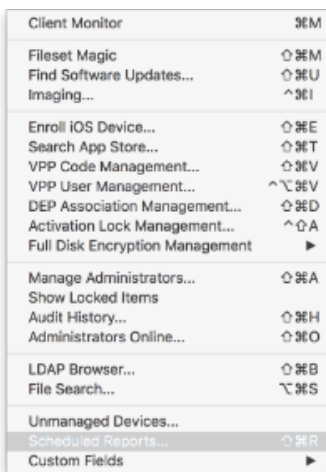 Client Monitor ⌘M
Fileset Magic ⇧⌘M
Find Software Updates... ⇧⌘U
Imaging... ^⌘I
Enroll iOS Device... ⇧⌘E
Search App Store... ⇧⌘T
VPP Code Management... ⇧⌘V
VPP User Management... ^⌥⌘V
DEP Association Management... ⇧⌘D
Activation Lock Management... ^⇧A
Full Disk Encryption Management ▶
Manage Administrators... ⇧⌘A
Show Locked Items
Audit History... ⇧⌘H
Administrators Online... ⇧⌘O
LDAP Browser... ⇧⌘B
File Search... ⌥⌘S
Unmanaged Devices...
Scheduled Reports... ⇧⌘R
Custom Fields ▶